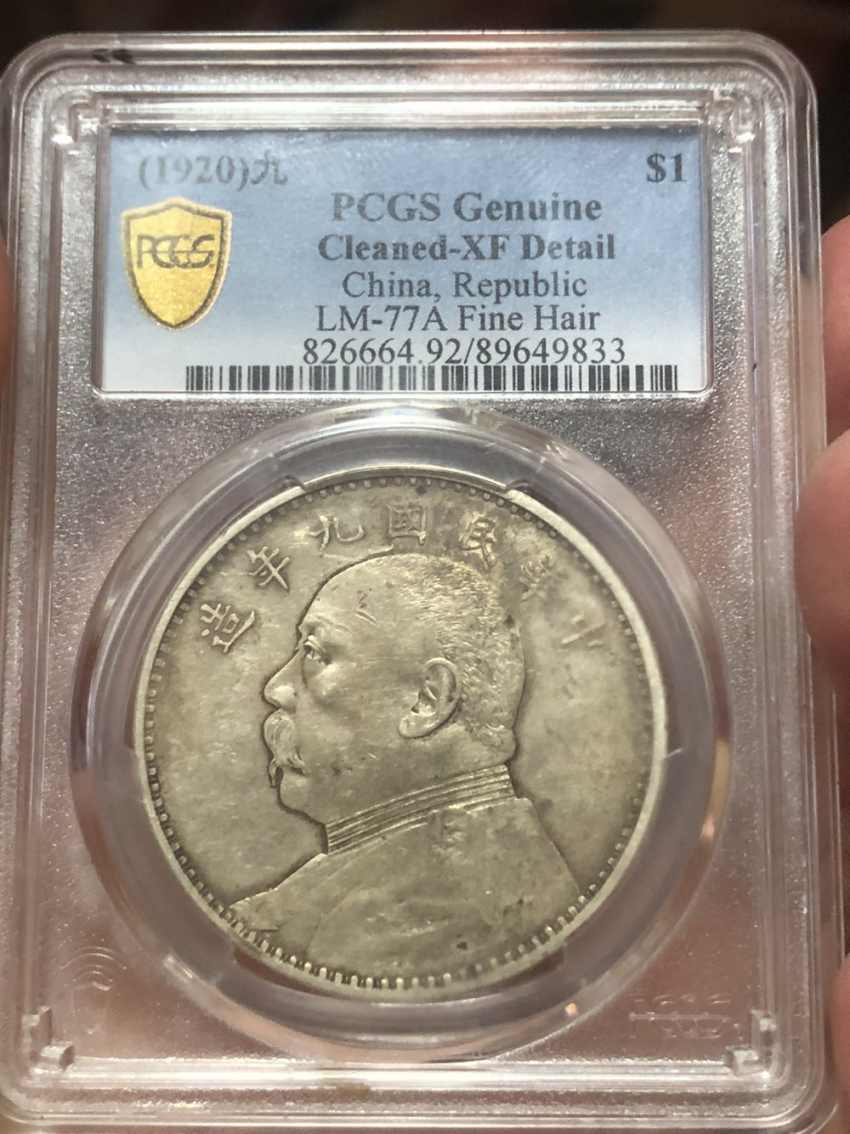 (1920)九 $1
PCGS Genuine
PCGS
Cleaned-XF Detail
China, Republic
LM-77A Fine Hair
826664.92/89649833
中華民國九年造